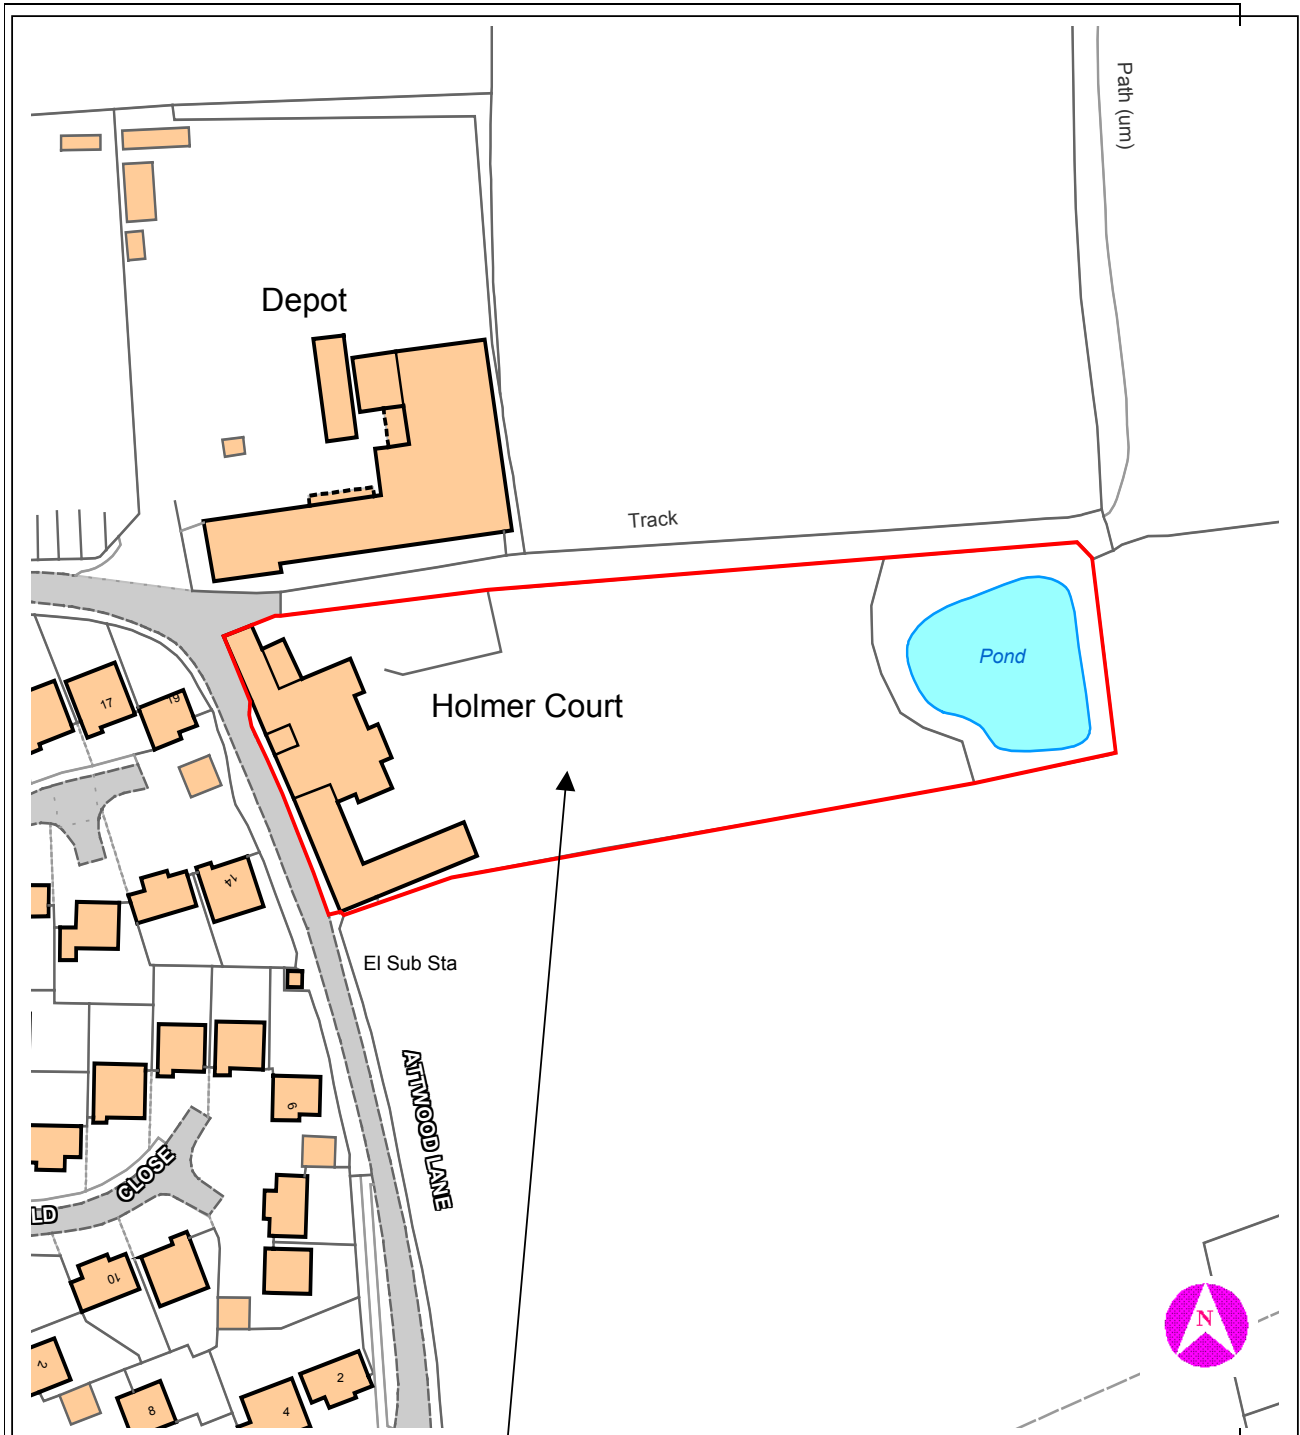 Path (um)
Depot
Track
Pond
17
19
Holmer Court
14
El Sub Sta
ATTWOOD LANE
9
CLOSE
LD
10
N
2
2
8
4